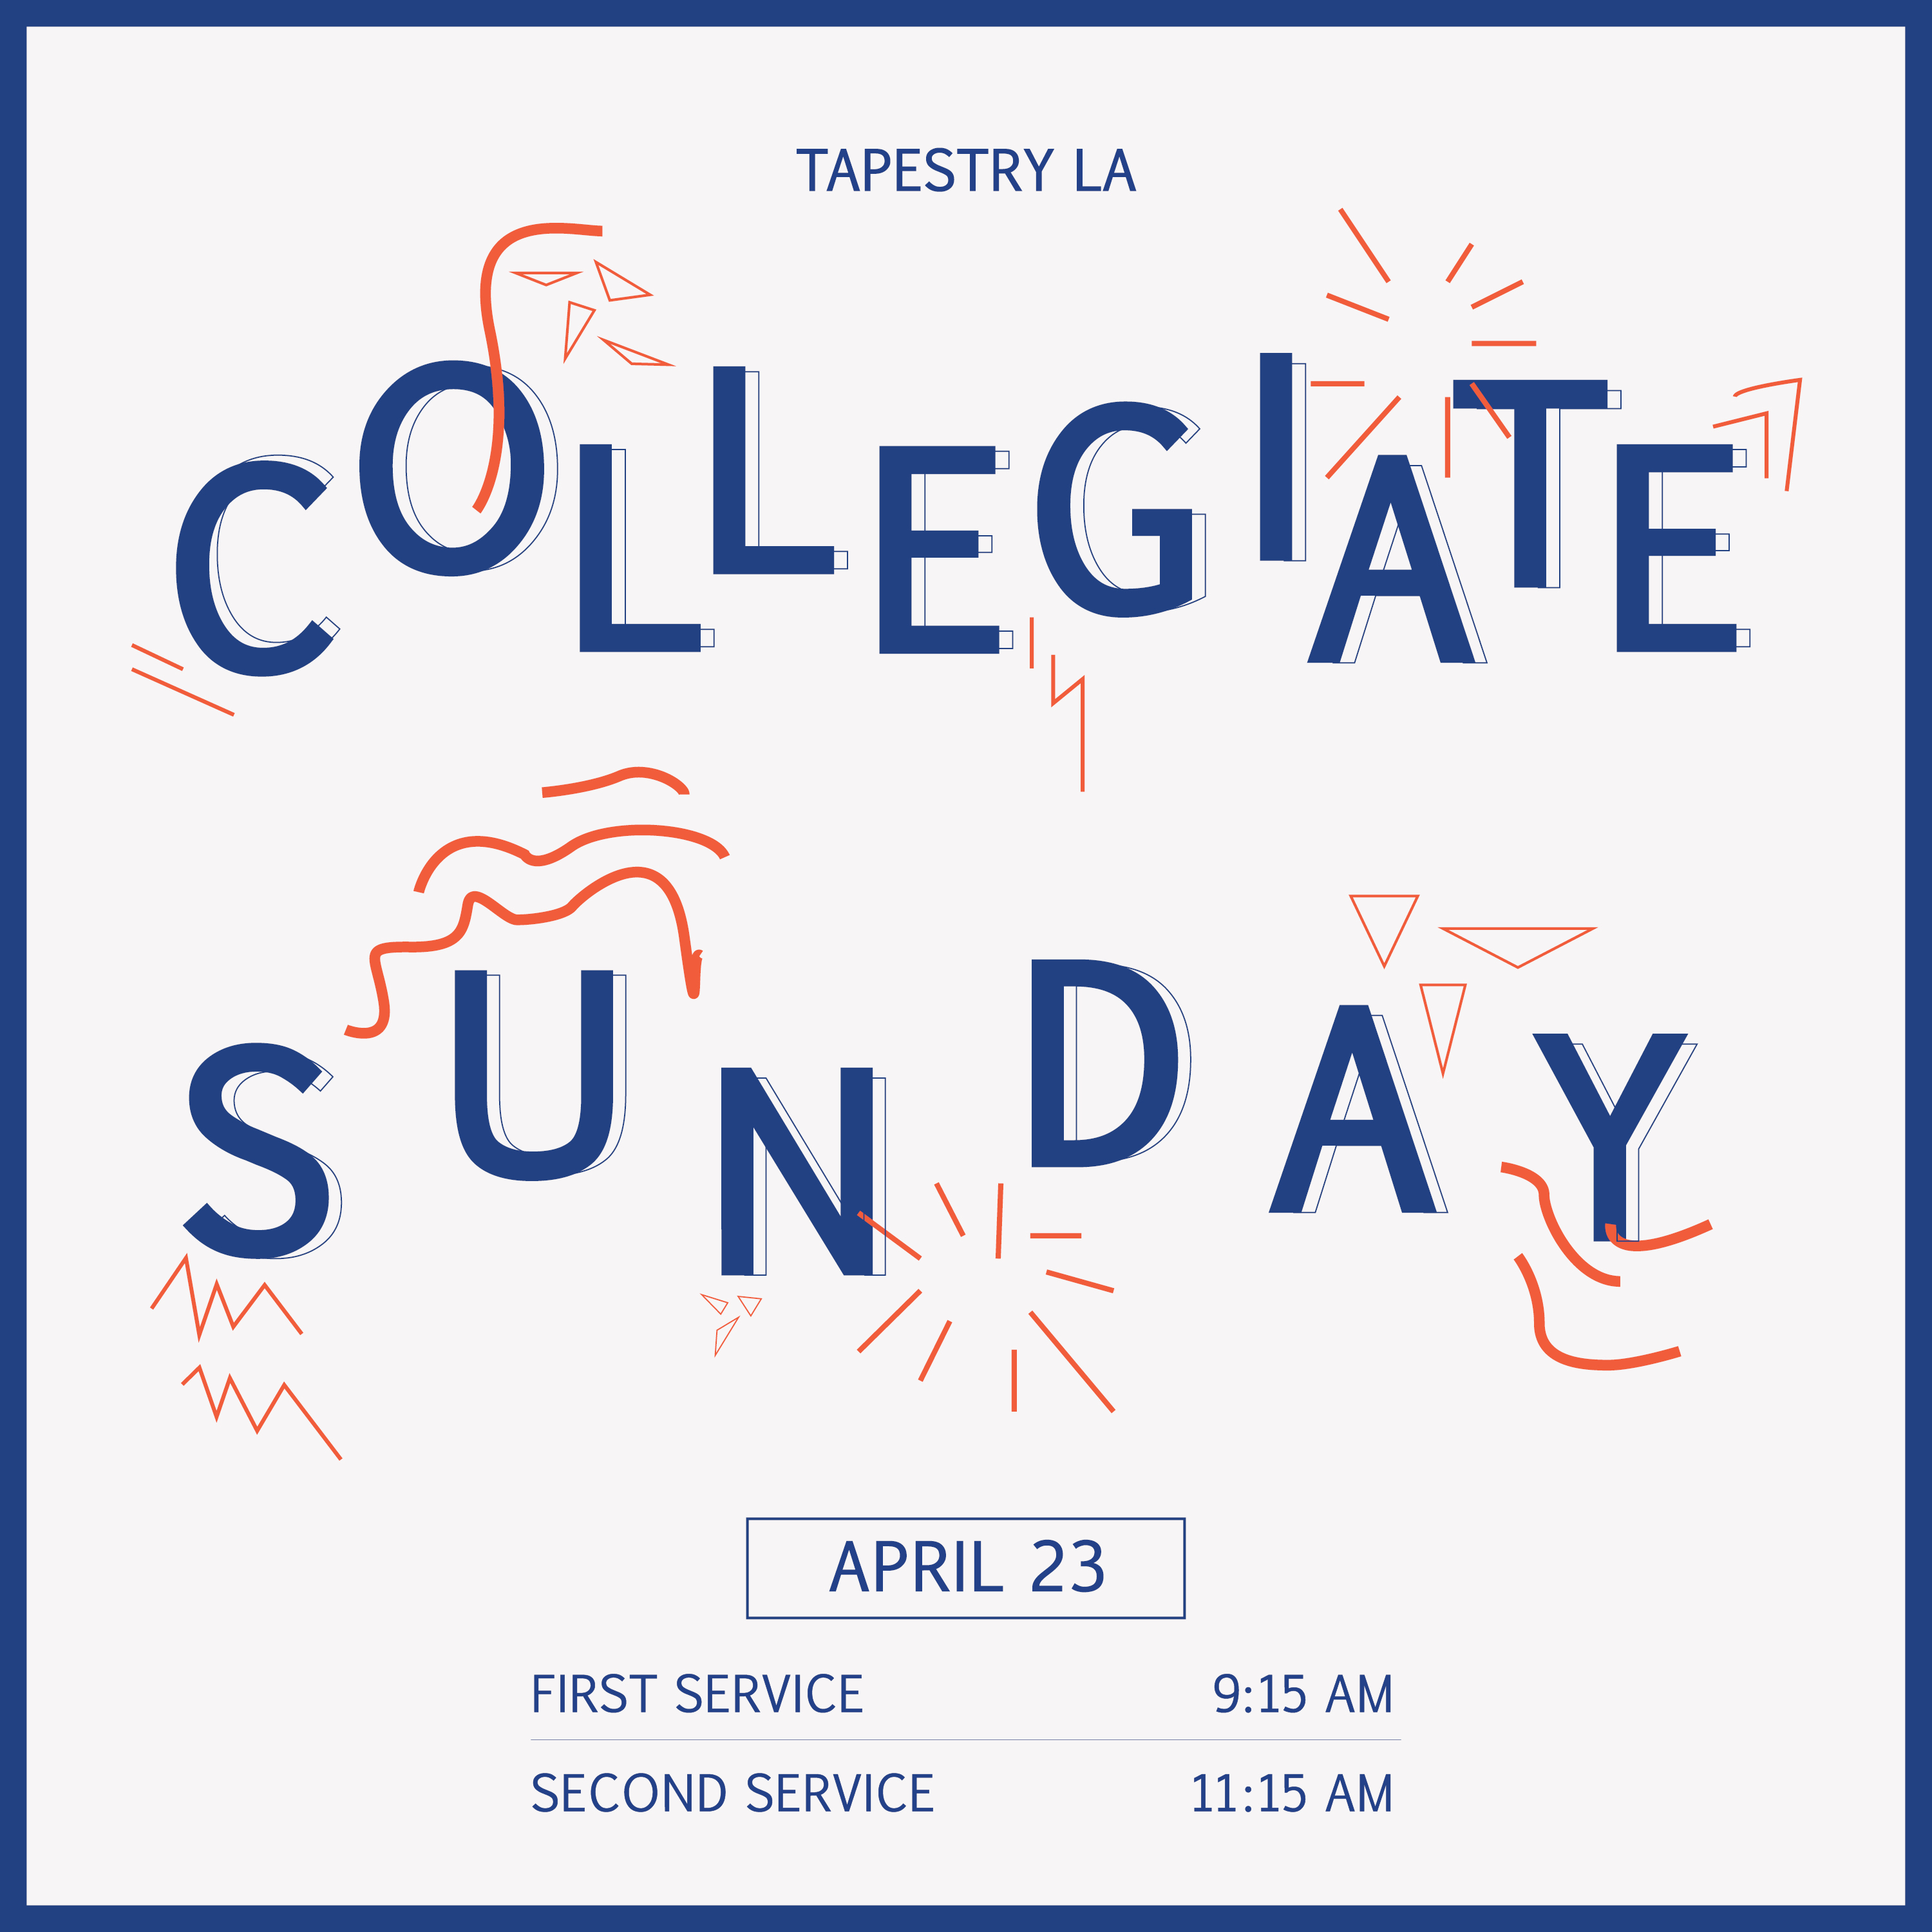 TAPESTRY LA
COLLEGIATE
SUNDAY
APRIL 23
FIRST SERVICE 9:15 AM
SECOND SERVICE 11:15 AM